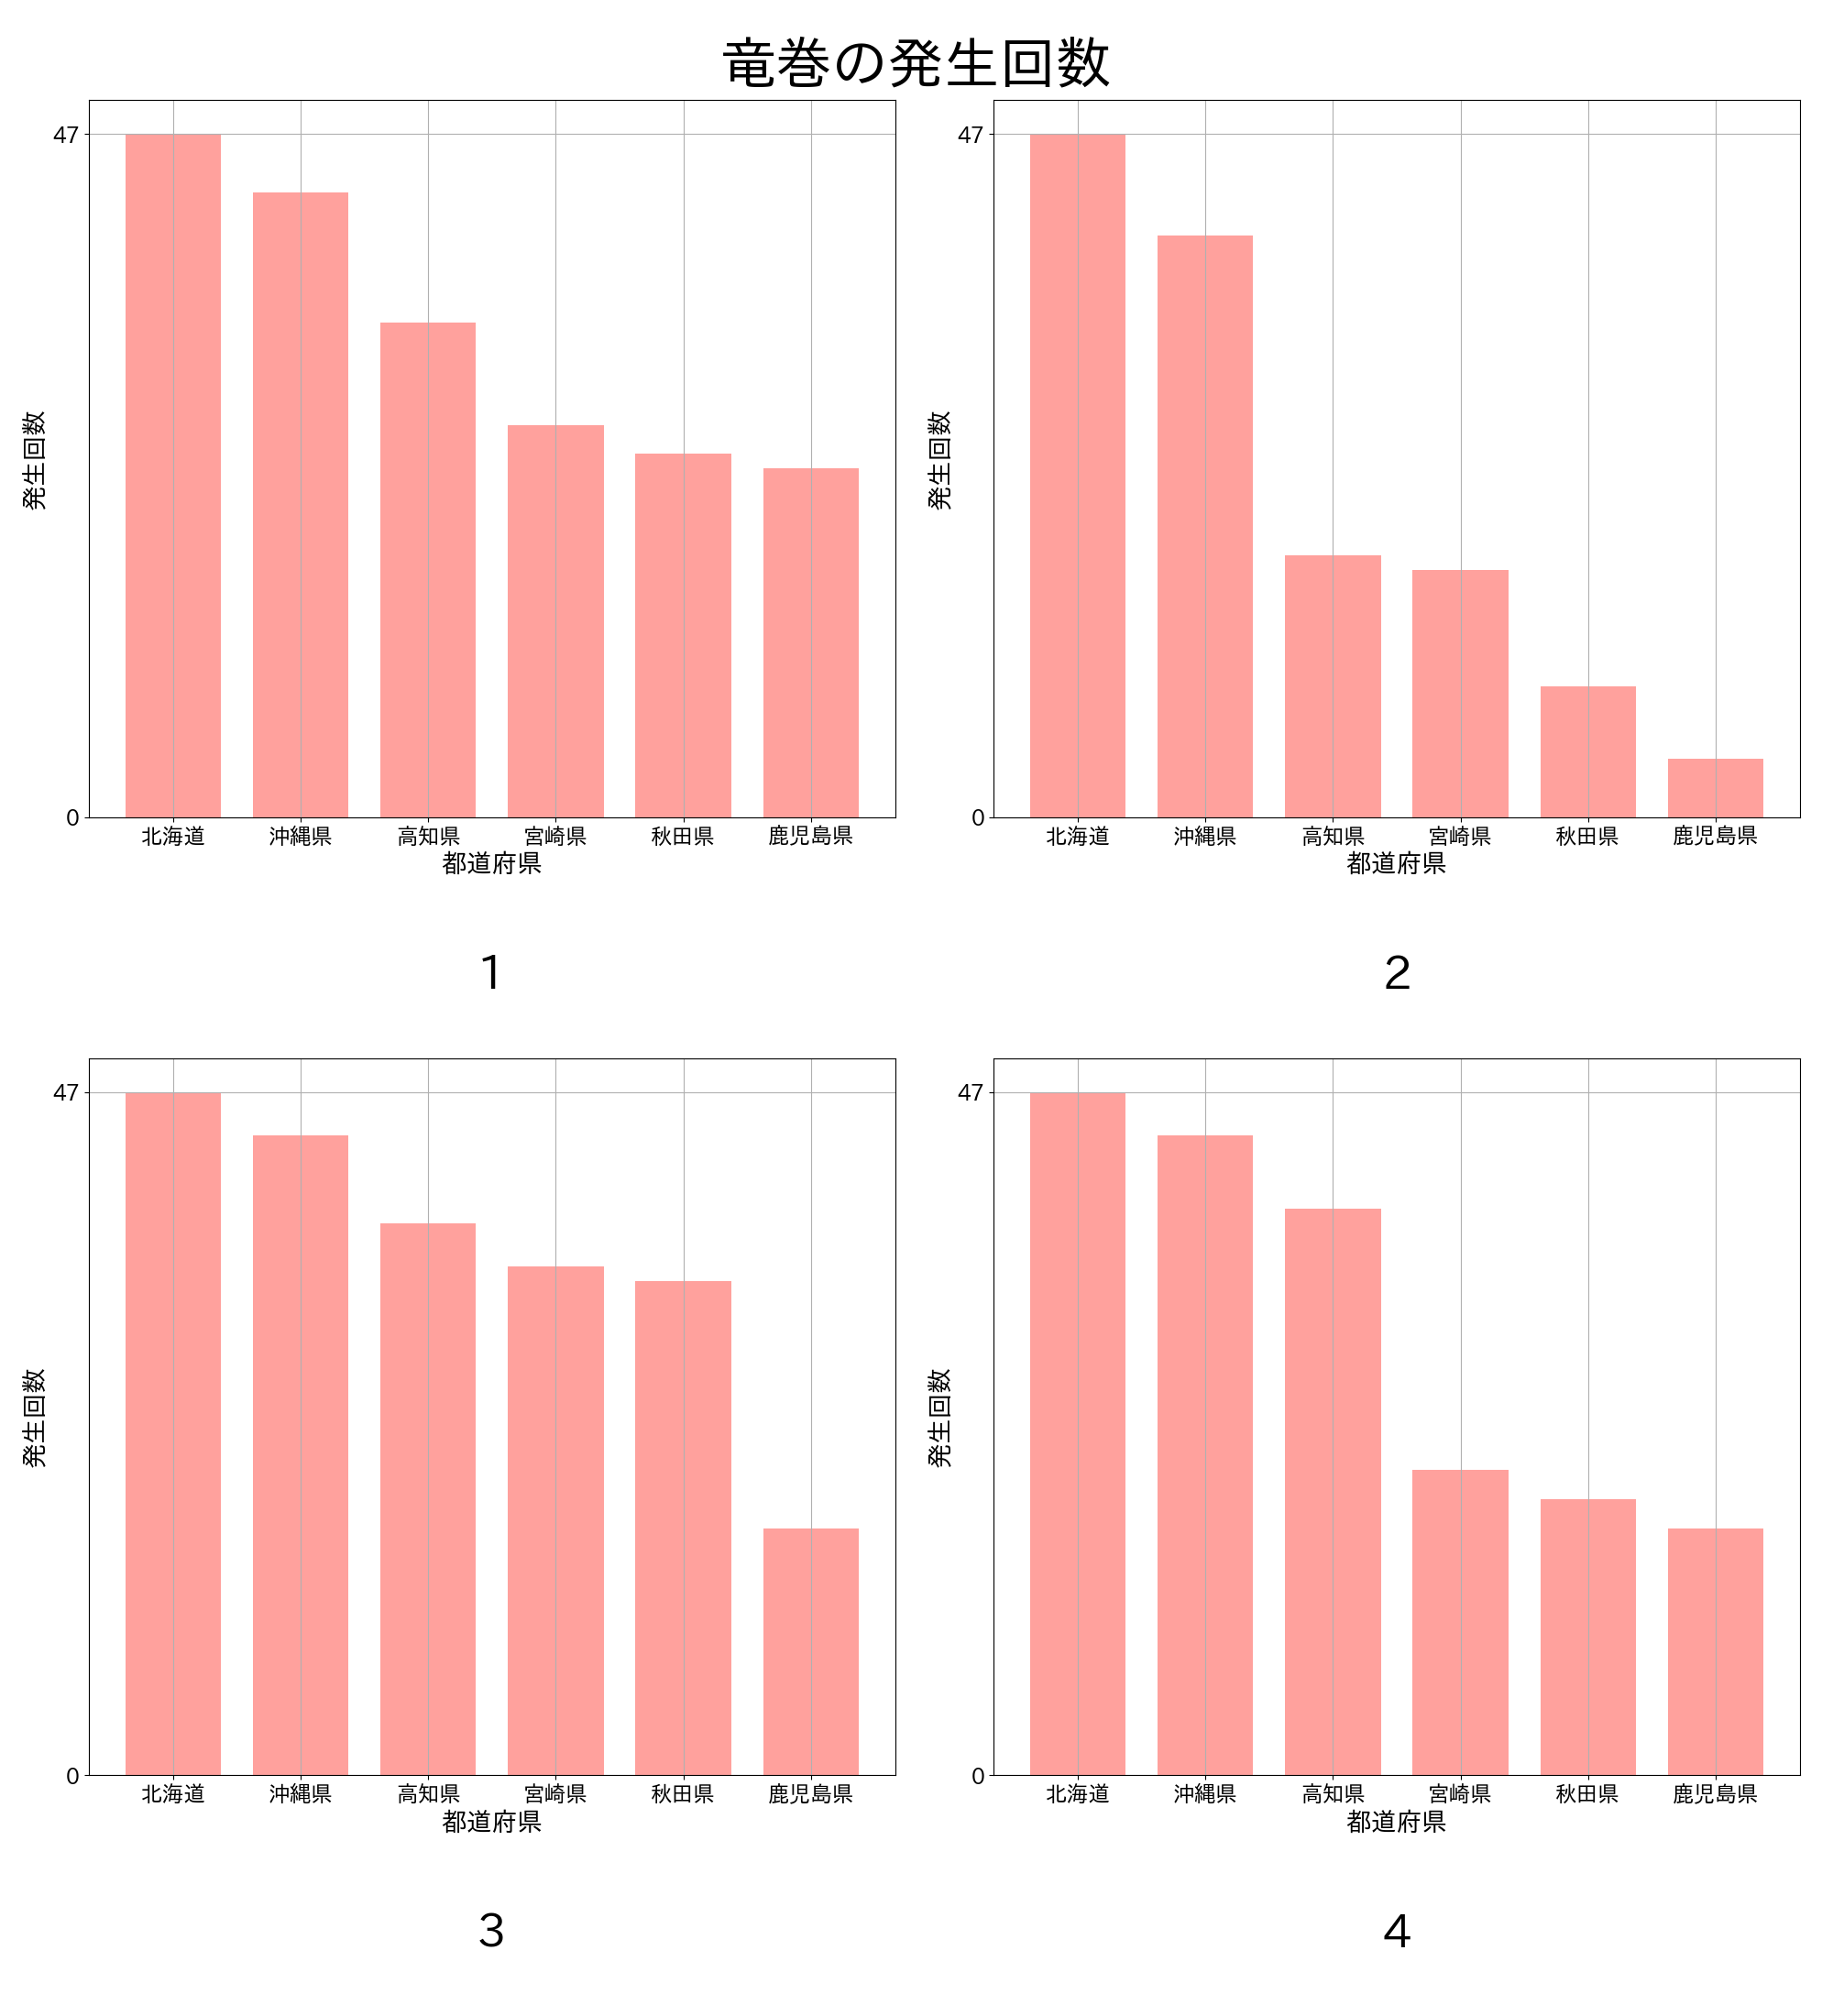 竜巻の発生回数
47
0
発生回数
北海道 沖縄県 高知県 宮崎県 秋田県 鹿児島県
都道府県
1
47
0
発生回数
北海道 沖縄県 高知県 宮崎県 秋田県 鹿児島県
都道府県
2
47
0
発生回数
北海道 沖縄県 高知県 宮崎県 秋田県 鹿児島県
都道府県
3
47
0
発生回数
北海道 沖縄県 高知県 宮崎県 秋田県 鹿児島県
都道府県
4